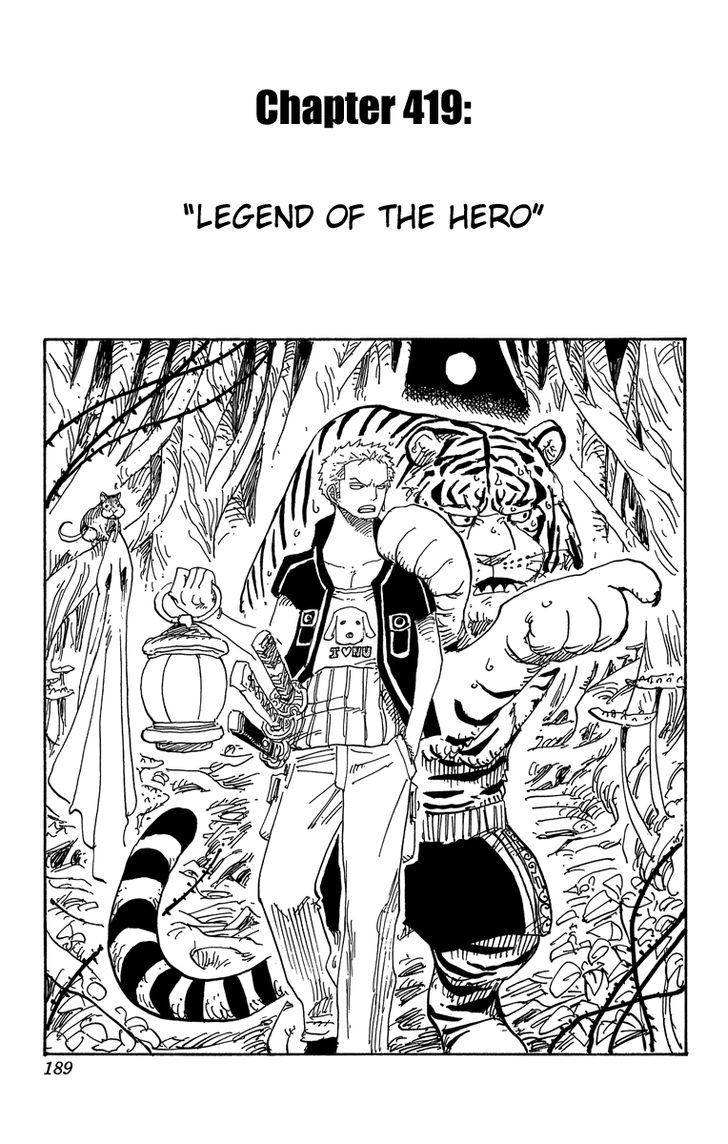 Chapter 419:
"LEGEND OF THE HERO"
I ♥ NU
189